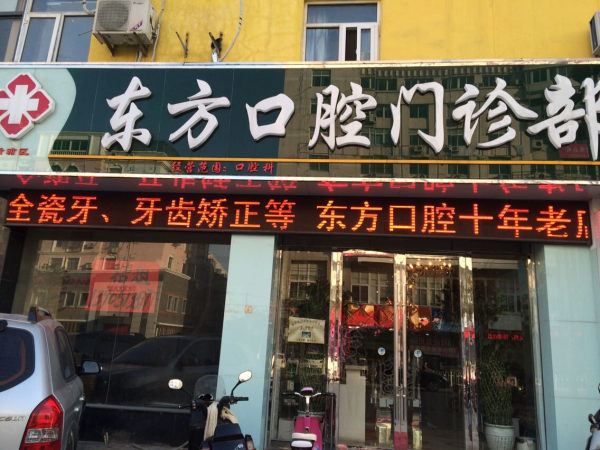 东方口腔门诊部
经营范围：口腔科
全瓷牙、牙齿矫正等 东方口腔十年老店